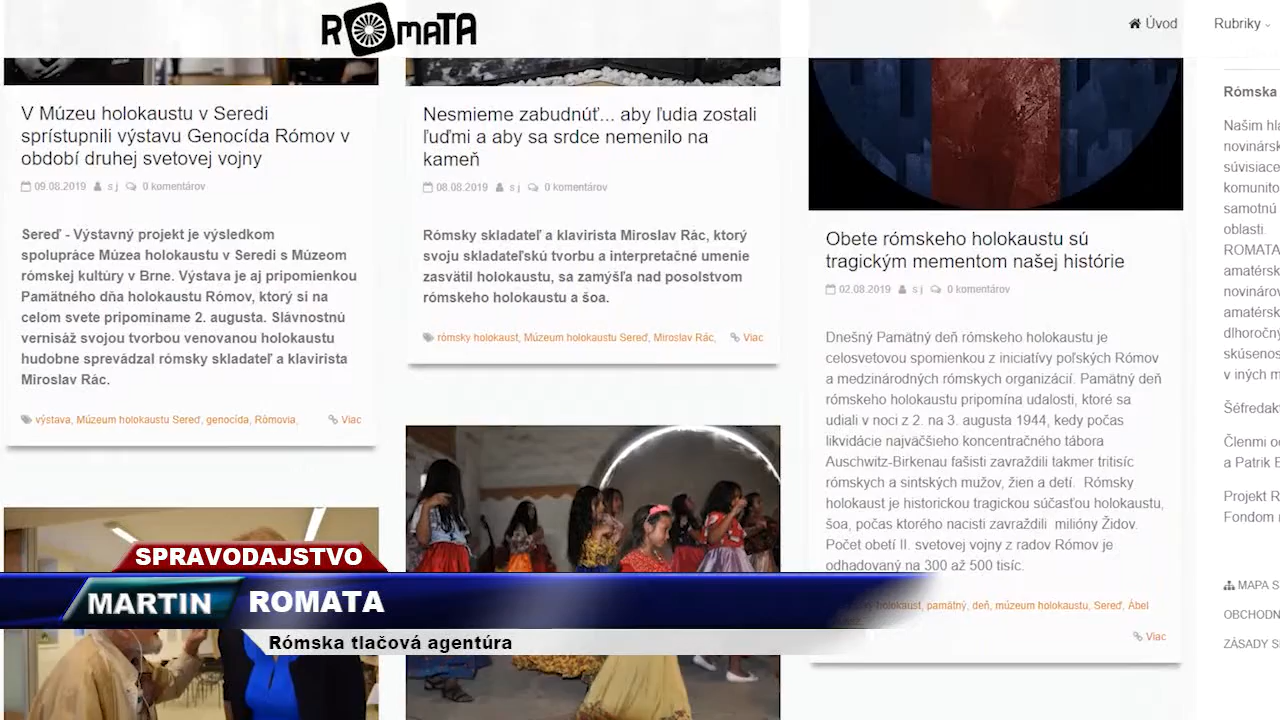 ROMATA
Úvod
Rubriky
V Múzeu holokaustu v Seredi
sprístupnili výstavu Genocída Rómov v
období druhej svetovej vojny
09.08.2019 s j 0 komentárov
Sereď - Výstavný projekt je výsledkom
spolupráce Múzea holokaustu v Seredi s Múzeom
rómskej kultúry v Brne. Výstava je aj pripomienkou
Pamätného dňa holokaustu Rómov, ktorý si na
celom svete pripomíname 2. augusta. Slávnostnú
vernisáž svojou tvorbou venovanou holokaustu
hudobne sprevádzal rómsky skladateľ a klavirista
Miroslav Rác.
výstava, Múzeum holokaustu Sereď, genocída, Rómovia, Viac
Nesmieme zabudnúť... aby ľudia zostali
ľuďmi a aby sa srdce nemenilo na
kameň
08.08.2019 s j 0 komentárov
Rómsky skladateľ a klavirista Miroslav Rác, ktorý
svoju skladateľskú tvorbu a interpretačné umenie
zasvätil holokaustu, sa zamýšľa nad posolstvom
rómskeho holokaustu a šoa.
rómsky holokaust, Múzeum holokaustu Sereď, Miroslav Rác, Viac
Obete rómskeho holokaustu sú
tragickým mementom našej histórie
02.08.2019 s j 0 komentárov
Dnešný Pamätný deň rómskeho holokaustu je
celosvetovou spomienkou z iniciatívy poľských Rómov
a medzinárodných rómskych organizácií. Pamätný deň
rómskeho holokaustu pripomína udalosti, ktoré sa
udiali v noci z 2. na 3. augusta 1944, kedy počas
likvidácie najväčšieho koncentračného tábora
Auschwitz-Birkenau fašisti zavraždili takmer tritisíc
rómskych a sintských mužov, žien a detí. Rómsky
holokaust je historickou tragickou súčasťou holokaustu,
šoa, počas ktorého nacisti zavraždili milióny Židov.
Počet obetí II. svetovej vojny z radov Rómov je
odhadovaný na 300 až 500 tisíc.
holokaust, pamätný, deň, múzeum holokaustu, Sereď, Ábel
Viac
Rómska
Našim hla
novinársk
súvisiace
komunito
samotnú
oblasti.
ROMATA
amatérsk
novinárov
amatérsk
dlhoročný
skúsenos
v iných m
Šéfredakt
Členmi o
a Patrik B
Projekt R
Fondom
MAPA S
OBCHODN
ZÁSADY S
SPRAVODAJSTVO
MARTIN ROMATA
Rómska tlačová agentúra